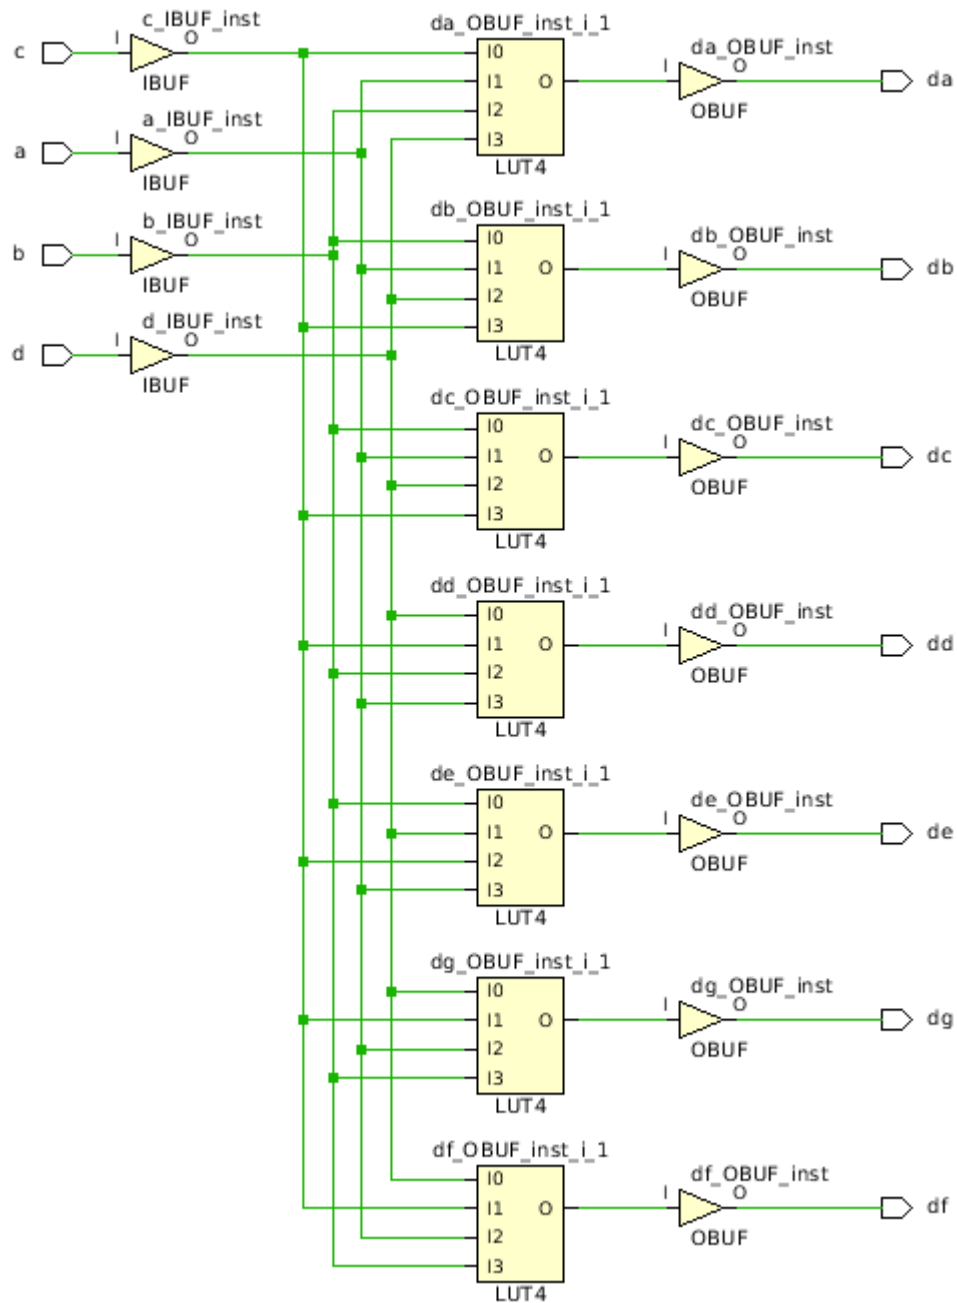 c
I
c_IBUF_inst
O
IBUF
a
I
a_IBUF_inst
O
IBUF
b
I
b_IBUF_inst
O
IBUF
d
I
d_IBUF_inst
O
IBUF
da_OBUF_inst_i_1
I0
I1
I2
I3
O
LUT4
I
da_OBUF_inst
O
OBUF
da
db_OBUF_inst_i_1
I0
I1
I2
I3
O
LUT4
I
db_OBUF_inst
O
OBUF
db
dc_OBUF_inst_i_1
I0
I1
I2
I3
O
LUT4
I
dc_OBUF_inst
O
OBUF
dc
dd_OBUF_inst_i_1
I0
I1
I2
I3
O
LUT4
I
dd_OBUF_inst
O
OBUF
dd
de_OBUF_inst_i_1
I0
I1
I2
I3
O
LUT4
I
de_OBUF_inst
O
OBUF
de
dg_OBUF_inst_i_1
I0
I1
I2
I3
O
LUT4
I
dg_OBUF_inst
O
OBUF
dg
df_OBUF_inst_i_1
I0
I1
I2
I3
O
LUT4
I
df_OBUF_inst
O
OBUF
df